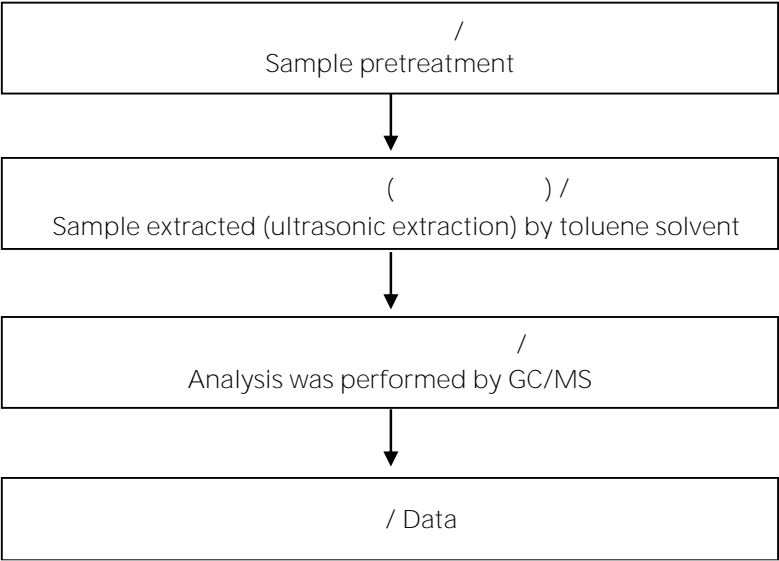 /
Sample pretreatment
( ) /
Sample extracted (ultrasonic extraction) by toluene solvent
/
Analysis was performed by GC/MS
/ Data